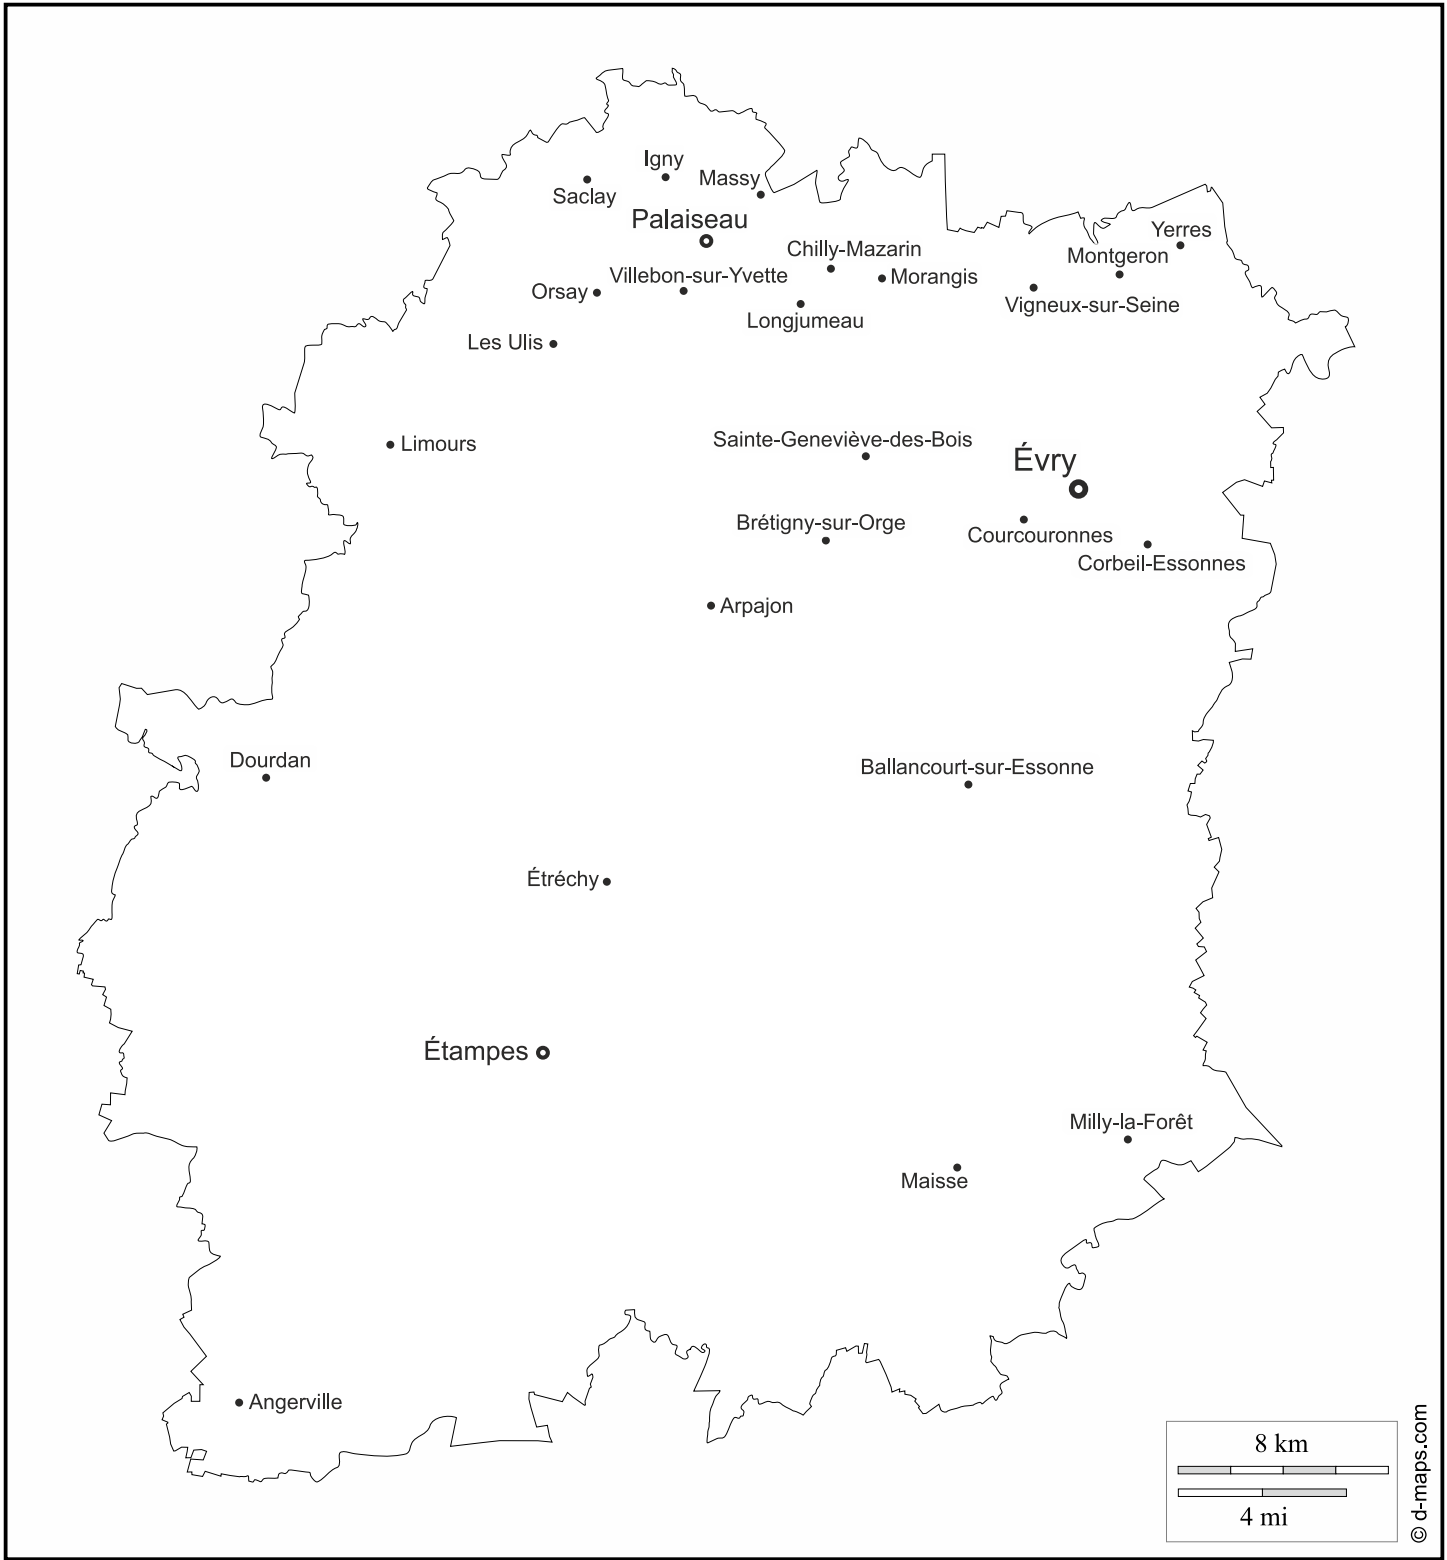 Igny
Massy
Saclay
Palaiseau
Yerres
Chilly-Mazarin
Montgeron
Villebon-sur-Yvette
Morangis
Orsay
Vigneux-sur-Seine
Longjumeau
Les Ulis
Limours
Sainte-Geneviève-des-Bois
Évry
Brétigny-sur-Orge
Courcouronnes
Corbeil-Essonnes
Arpajon
Dourdan
Ballancourt-sur-Essonne
Étréchy
Étampes
Milly-la-Forêt
Maisse
Angerville
8 km
4 mi
© d-maps.com